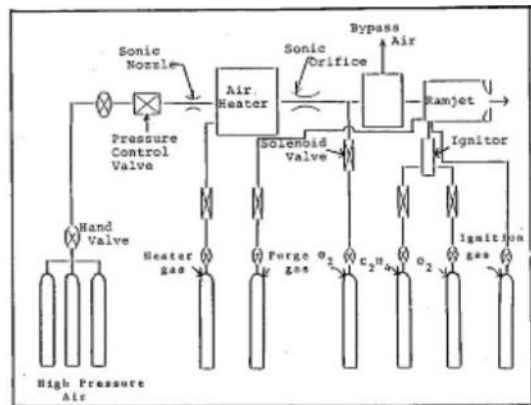 Bypass
Air
Sonic
Nozzle
Sonic
Orifice
Air
Heater
Ramjet
Pressure
Control
Valve
Solenoid
Valve
Ignitor
Hand
Valve
Heater
gas
Purge
gas
O2
C2H4
O2
Ignition
gas
High Pressure
Air